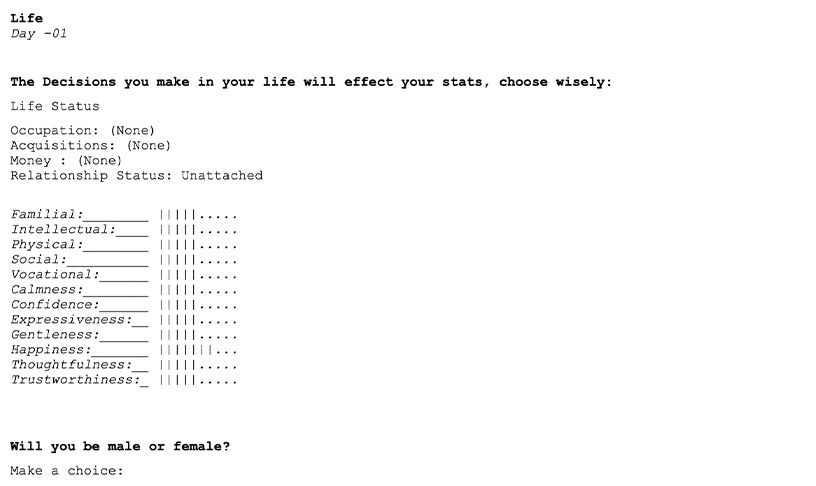 Life
Day -01
The Decisions you make in your life will effect your stats, choose wisely:
Life Status
Occupation: (None)
Acquisitions: (None)
Money : (None)
Relationship Status: Unattached
Familial:________ |||||.....
Intellectual:____ |||||.....
Physical:________ |||||.....
Social:__________ |||||.....
Vocational:______ |||||.....
Calmness:________ |||||.....
Confidence:______ |||||.....
Expressiveness:__ |||||.....
Gentleness:______ |||||.....
Happiness:_______ |||||||...
Thoughtfulness:__ |||||.....
Trustworthiness:_ |||||.....
Will you be male or female?
Make a choice: